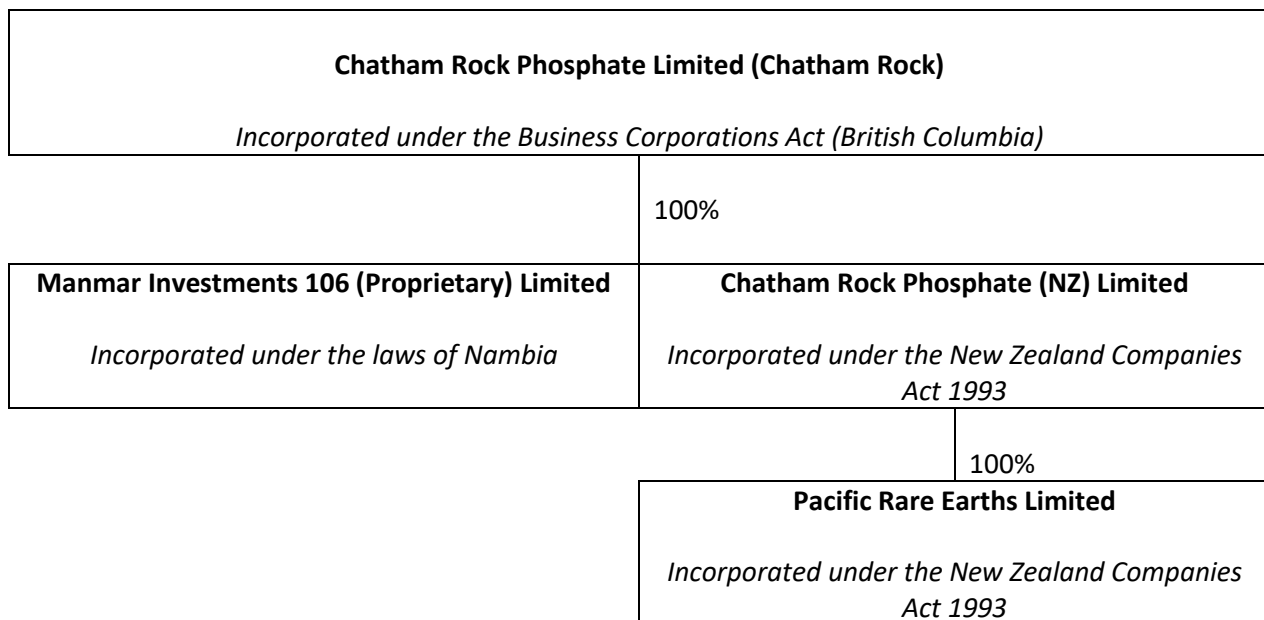 Chatham Rock Phosphate Limited (Chatham Rock)
Incorporated under the Business Corporations Act (British Columbia)
100%
Manmar Investments 106 (Proprietary) Limited
Incorporated under the laws of Nambia
Chatham Rock Phosphate (NZ) Limited
Incorporated under the New Zealand Companies
Act 1993
100%
Pacific Rare Earths Limited
Incorporated under the New Zealand Companies
Act 1993